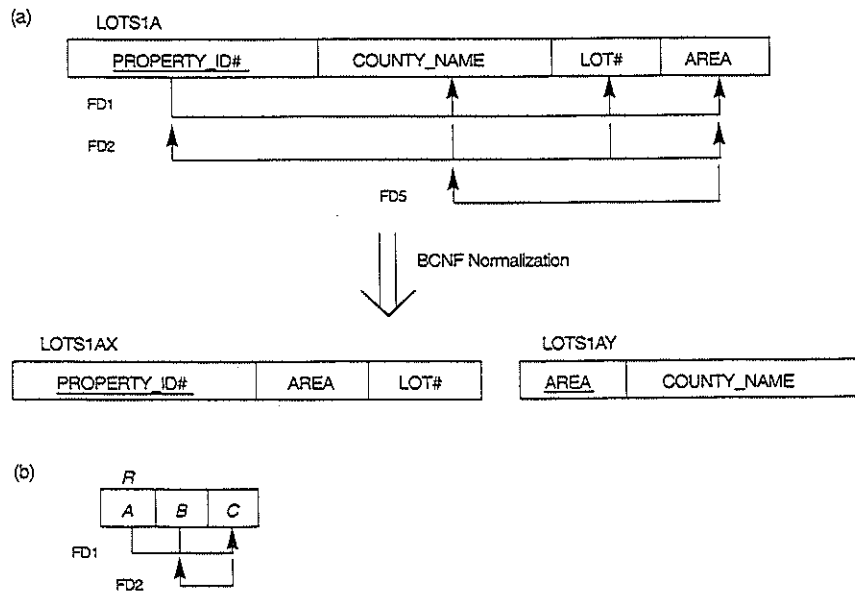 (a)
LOTS1A
PROPERTY_ID# COUNTY_NAME LOT# AREA
FD1
FD2
FD5
BCNF Normalization
LOTS1AX LOTS1AY
PROPERTY_ID# AREA LOT# AREA COUNTY_NAME
(b)
R
A B C
FD1
FD2